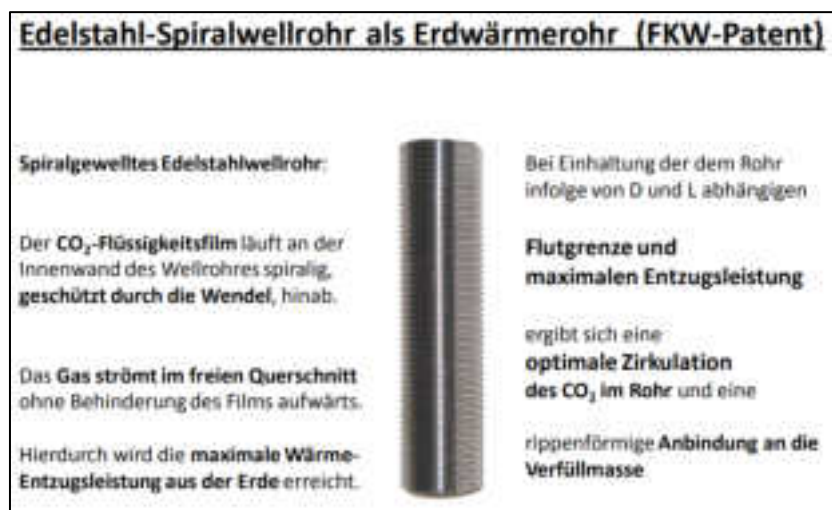 Edelstahl-Spiralwellrohr als Erdwärmerohr (FKW-Patent)
Spiralgewelltes Edelstahlwellrohr:
Der CO₂-Flüssigkeitsfilm läuft an der
Innenwand des Wellrohres spiralig,
geschützt durch die Wendel, hinab.
Das Gas strömt im freien Querschnitt
ohne Behinderung des Films aufwärts.
Hierdurch wird die maximale Wärme-
Entzugsleistung aus der Erde erreicht.
Bei Einhaltung der dem Rohr
infolge von D und L abhängigen
Flutgrenze und
maximalen Entzugsleistung
ergibt sich eine
optimale Zirkulation
des CO₂ im Rohr und eine
rippenförmige Anbindung an die
Verfüllmasse